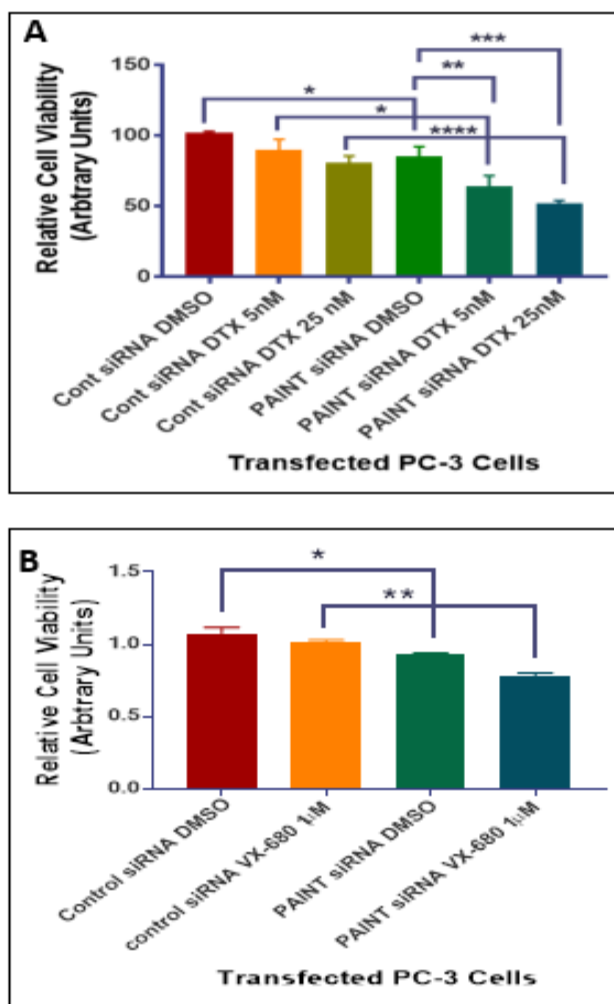 A
***
**
*
*
****
150
100
50
0
Relative Cell Viability
(Arbtrary Units)
Cont siRNA DMSO
Cont siRNA DTX 5nM
Cont siRNA DTX 25 nM
PAINT siRNA DMSO
PAINT siRNA DTX 5nM
PAINT siRNA DTX 25nM
Transfected PC-3 Cells
B
*
**
1.5
1.0
0.5
0.0
Relative Cell Viability
(Arbtrary Units)
Control siRNA DMSO
control siRNA VX-680 1μM
PAINT siRNA DMSO
PAINT siRNA VX-680 1μM
Transfected PC-3 Cells